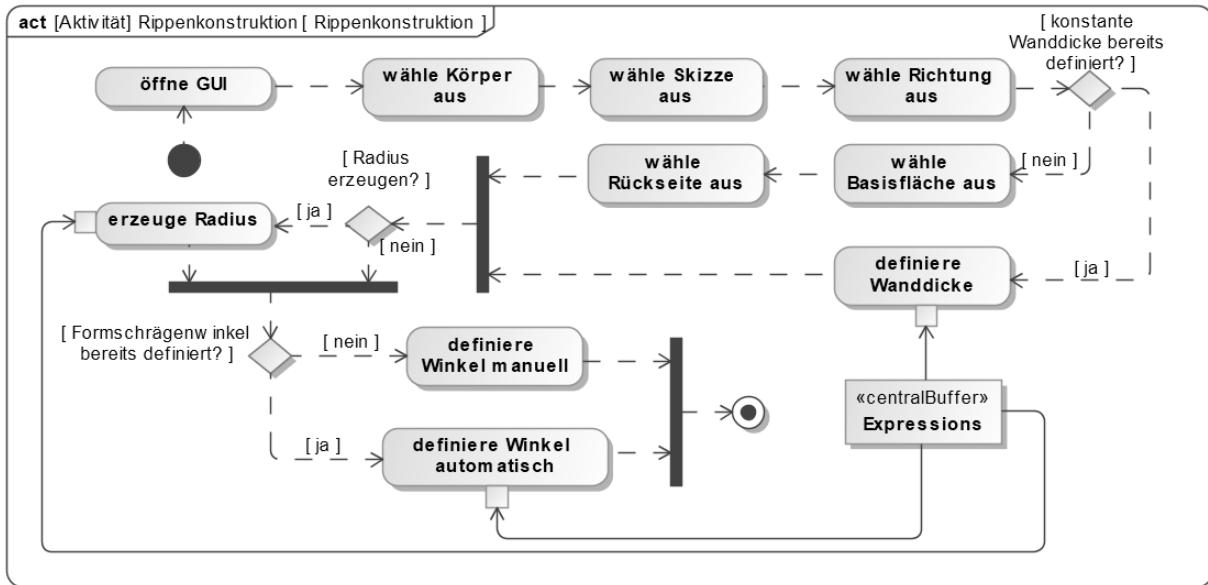 act [Aktivität] Rippenkonstruktion [ Rippenkonstruktion ]
[ konstante
Wanddicke bereits
definiert? ]
öffne GUI
wähle Körper
aus
wähle Skizze
aus
wähle Richtung
aus
[ Radius
erzeugen? ]
wähle
Rückseite aus
wähle
Basisfläche aus
[ nein ]
erzeuge Radius
[ ja ]
[ nein ]
definiere
Wanddicke
[ ja ]
[ Formschrägenw inkel
bereits definiert? ]
[ nein ]
definiere
Winkel manuell
«centralBuffer»
Expressions
[ ja ]
definiere Winkel
automatisch